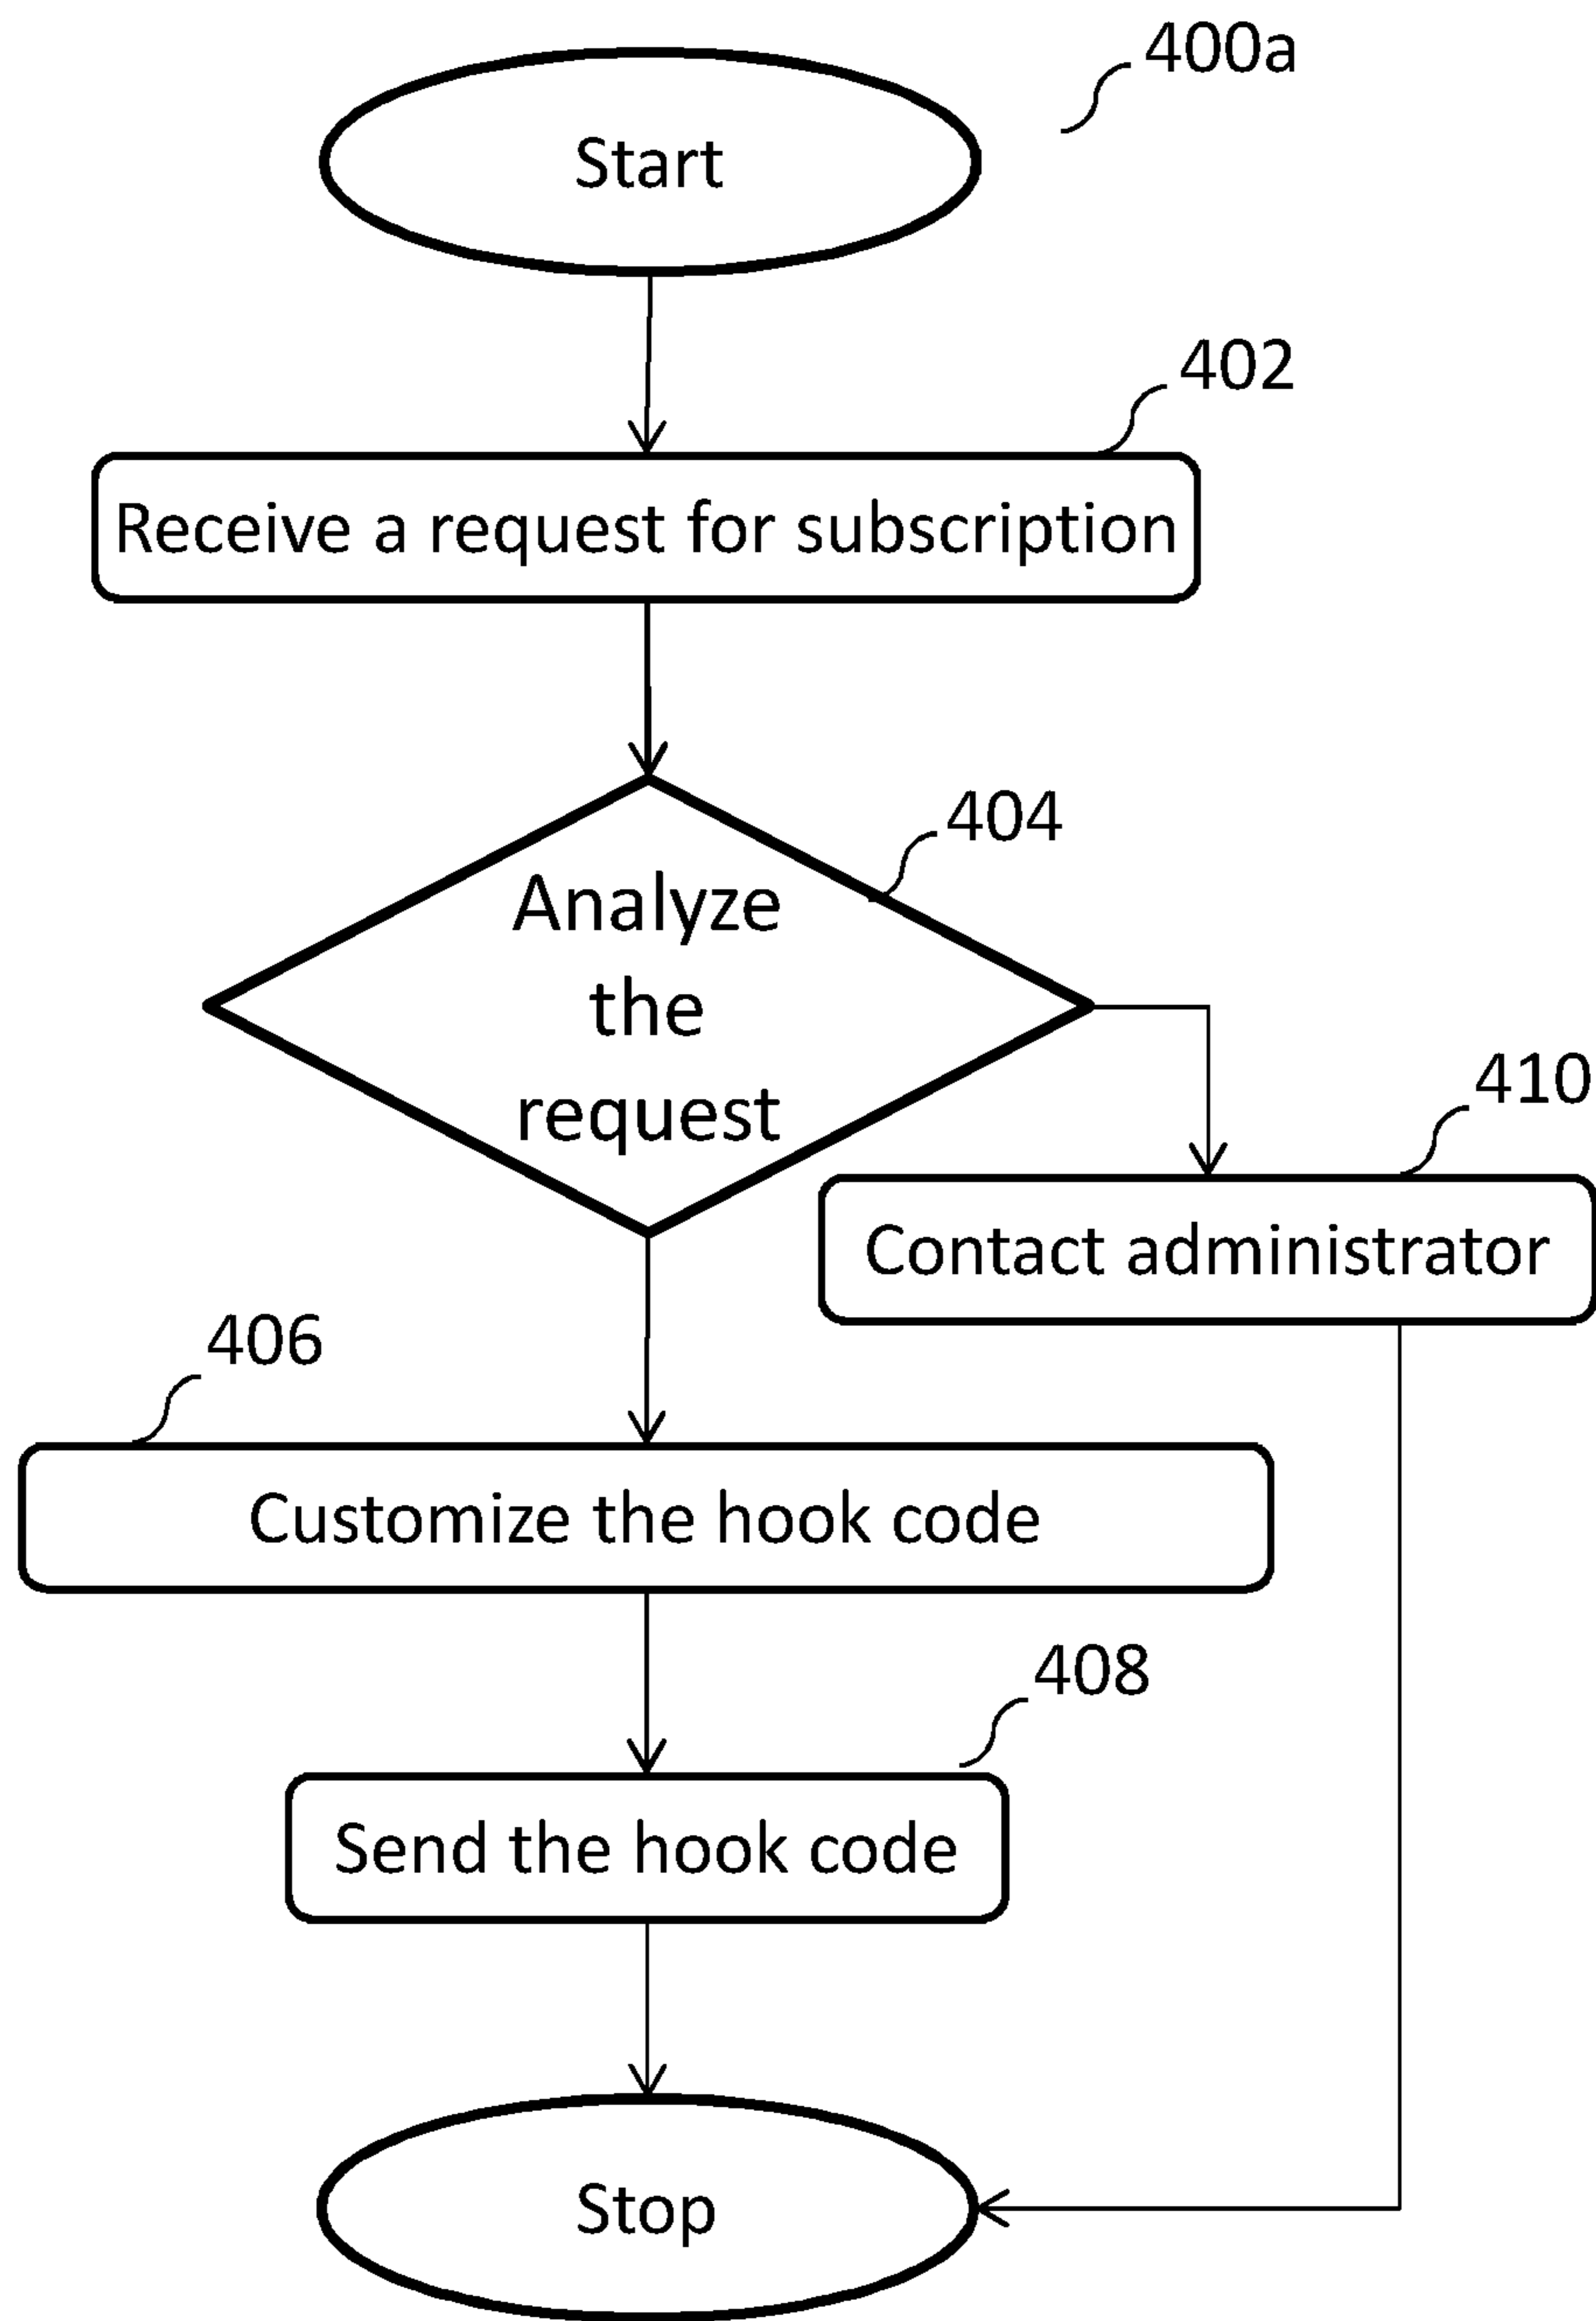 400a
Start
402
Receive a request for subscription
404
Analyze
the
request
410
Contact administrator
406
Customize the hook code
408
Send the hook code
Stop